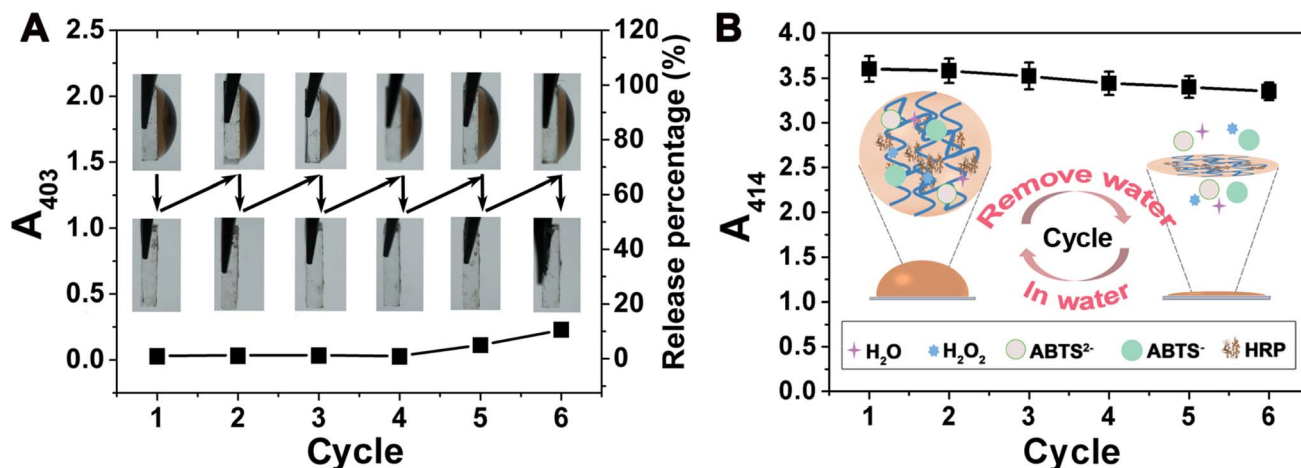 A
2.5
2.0
1.5
1.0
0.5
0.0
A403
120
100
80
60
40
20
0
Release percentage (%)
1 2 3 4 5 6
Cycle
B
4.0
3.5
3.0
2.5
2.0
1.5
1.0
0.5
0.0
A414
Remove water
Cycle
In water
H2O H2O2 ABTS2- ABTS- HRP
1 2 3 4 5 6
Cycle